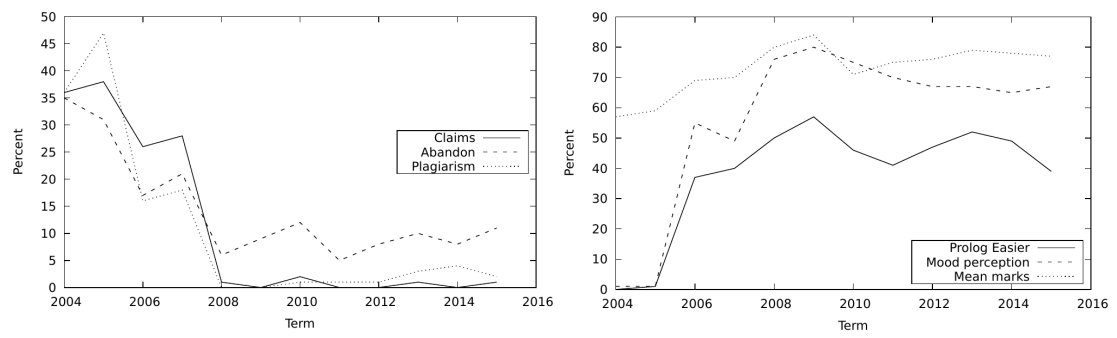 50
45
40
35
30
25
20
15
10
5
0
Percent
Claims
Abandon
Plagiarism
2004 2006 2008 2010 2012 2014 2016
Term
90
80
70
60
50
40
30
20
10
0
Percent
Prolog Easier
Mood perception
Mean marks
2004 2006 2008 2010 2012 2014 2016
Term